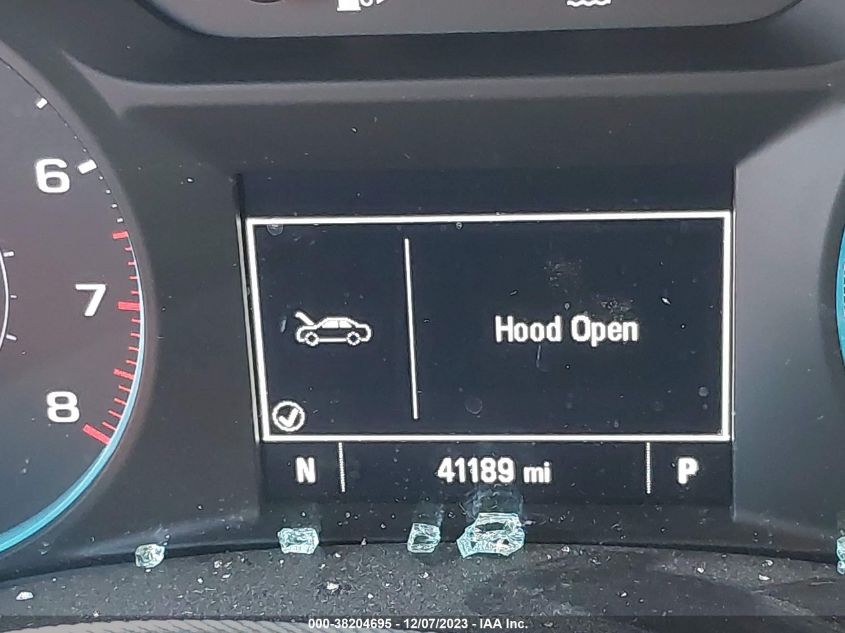 6
7
8
Hood Open
N 41189 mi P
000-38204695 - 12/07/2023 - IAA Inc.